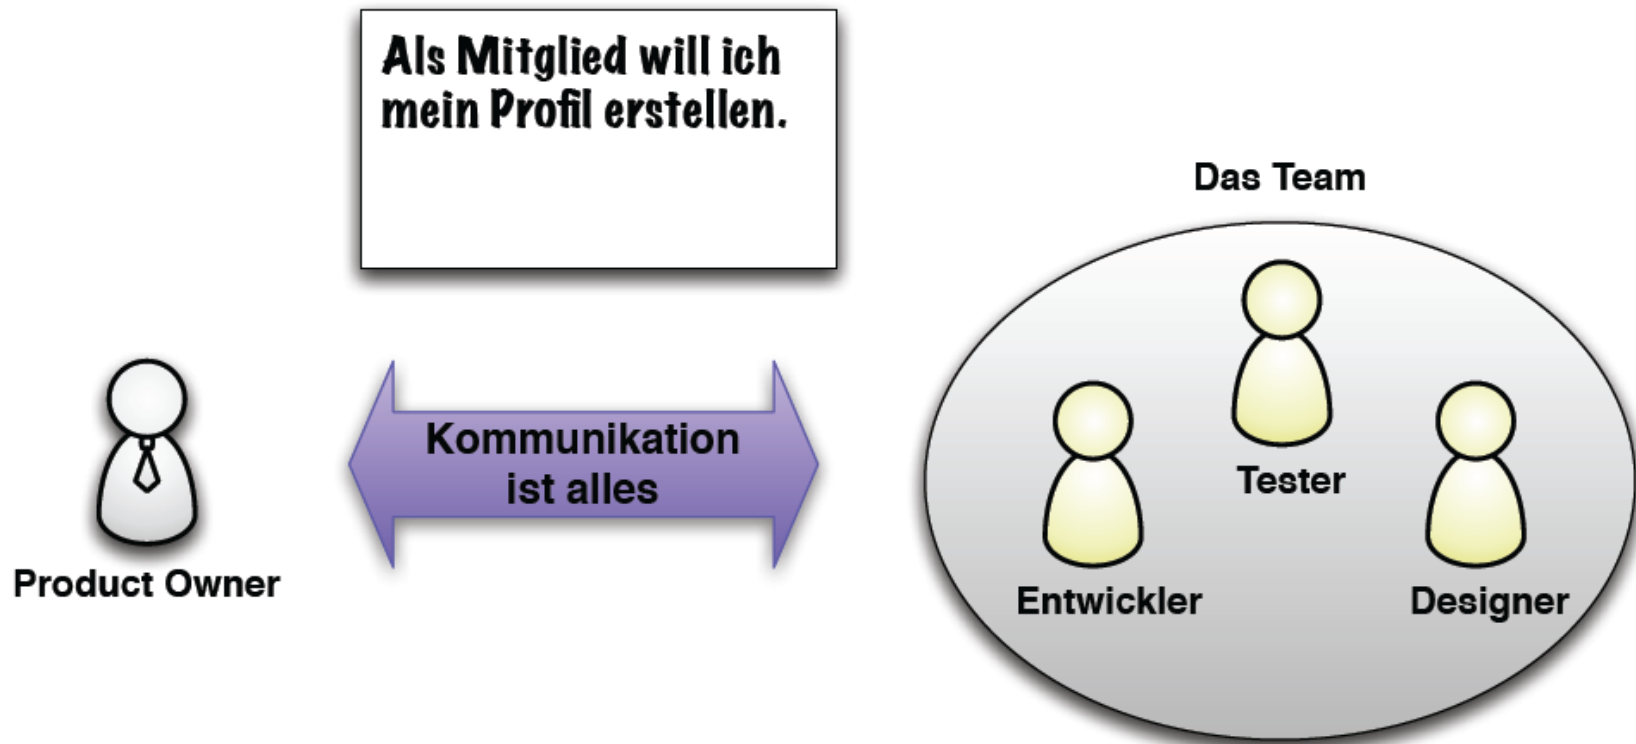 Als Mitglied will ich
mein Profil erstellen.
Das Team
Kommunikation
ist alles
Tester
Product Owner
Entwickler
Designer